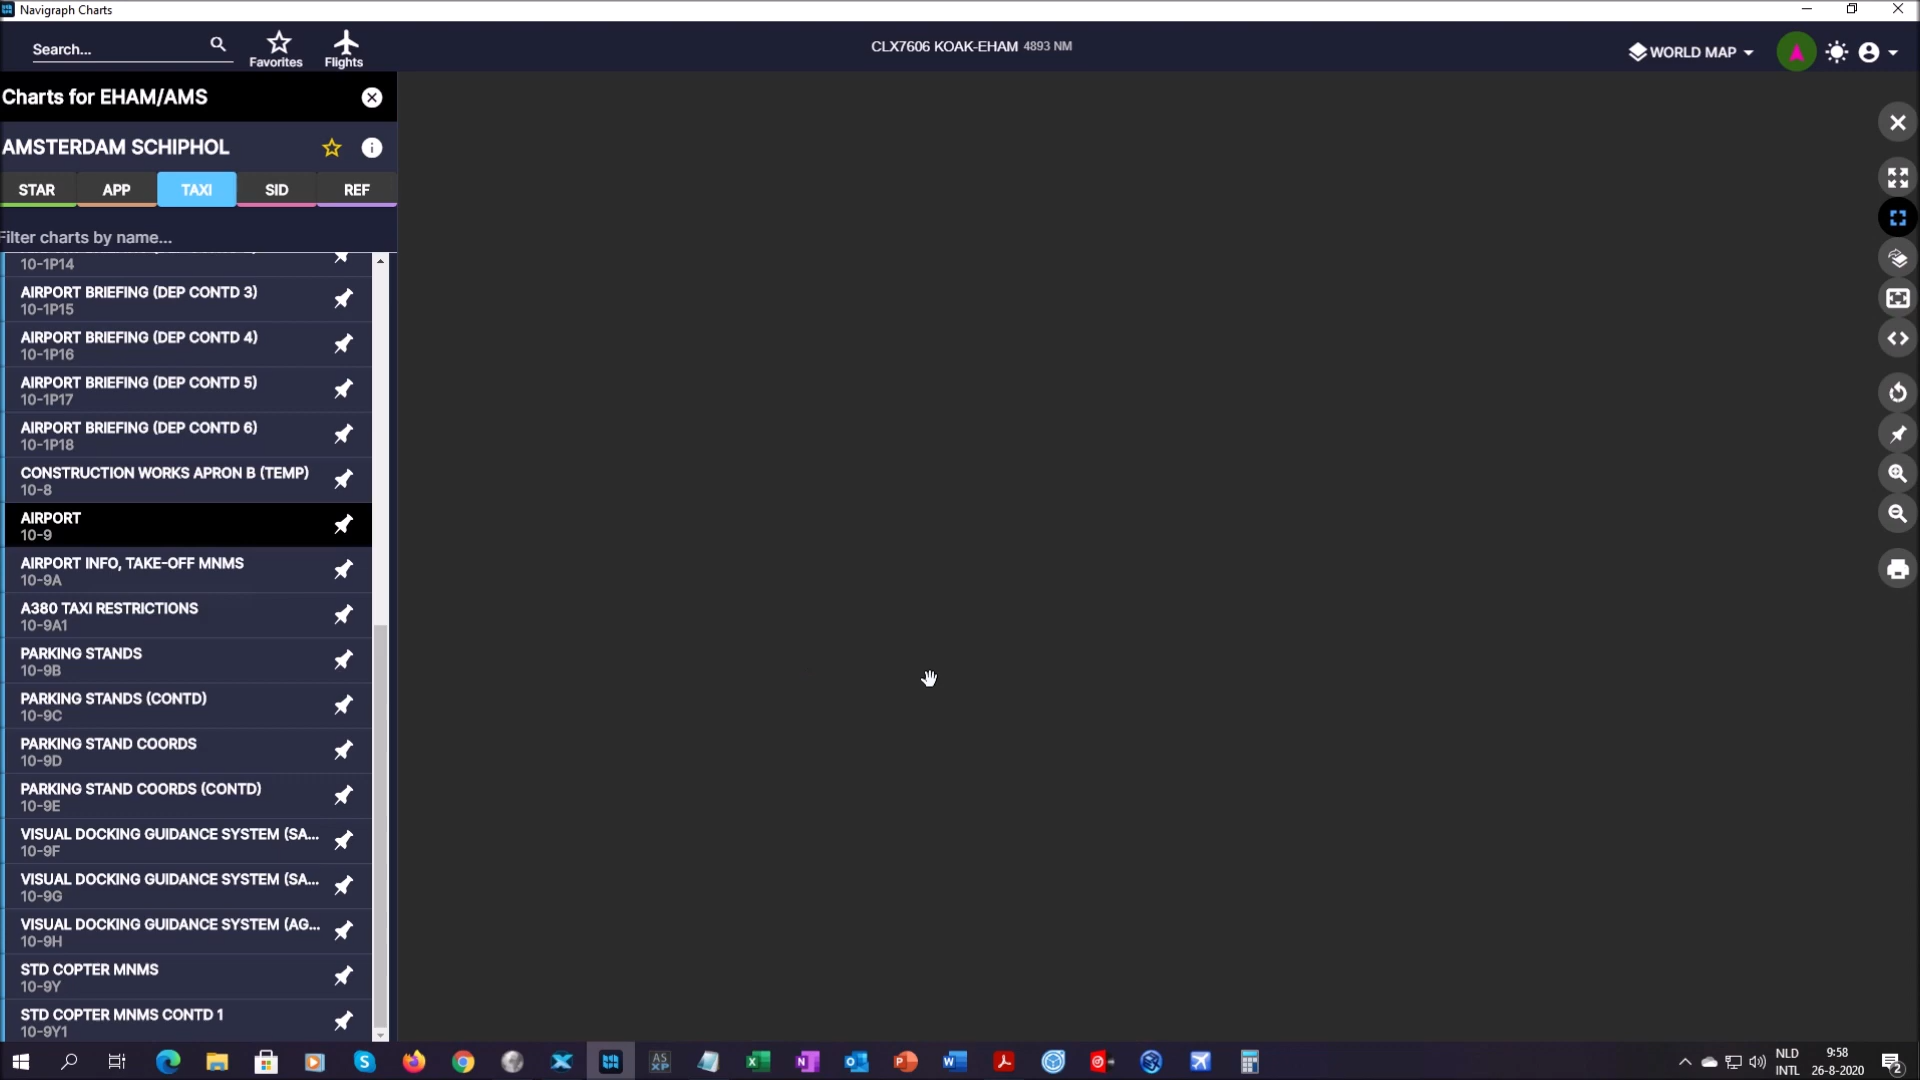 Navigraph Charts
Search...
Favorites
Flights
CLX7606 KOAK-EHAM 4893 NM
WORLD MAP
Charts for EHAM/AMS
AMSTERDAM SCHIPHOL
STAR
APP
TAXI
SID
REF
Filter charts by name...
10-1P14
AIRPORT BRIEFING (DEP CONTD 3)
10-1P15
AIRPORT BRIEFING (DEP CONTD 4)
10-1P16
AIRPORT BRIEFING (DEP CONTD 5)
10-1P17
AIRPORT BRIEFING (DEP CONTD 6)
10-1P18
CONSTRUCTION WORKS APRON B (TEMP)
10-8
AIRPORT
10-9
AIRPORT INFO, TAKE-OFF MNMS
10-9A
A380 TAXI RESTRICTIONS
10-9A1
PARKING STANDS
10-9B
PARKING STANDS (CONTD)
10-9C
PARKING STAND COORDS
10-9D
PARKING STAND COORDS (CONTD)
10-9E
VISUAL DOCKING GUIDANCE SYSTEM (SA...
10-9F
VISUAL DOCKING GUIDANCE SYSTEM (SA...
10-9G
VISUAL DOCKING GUIDANCE SYSTEM (AG...
10-9H
STD COPTER MNMS
10-9Y
STD COPTER MNMS CONTD 1
10-9Y1
AS
XP
NLD
INTL
9:58
26-8-2020
2